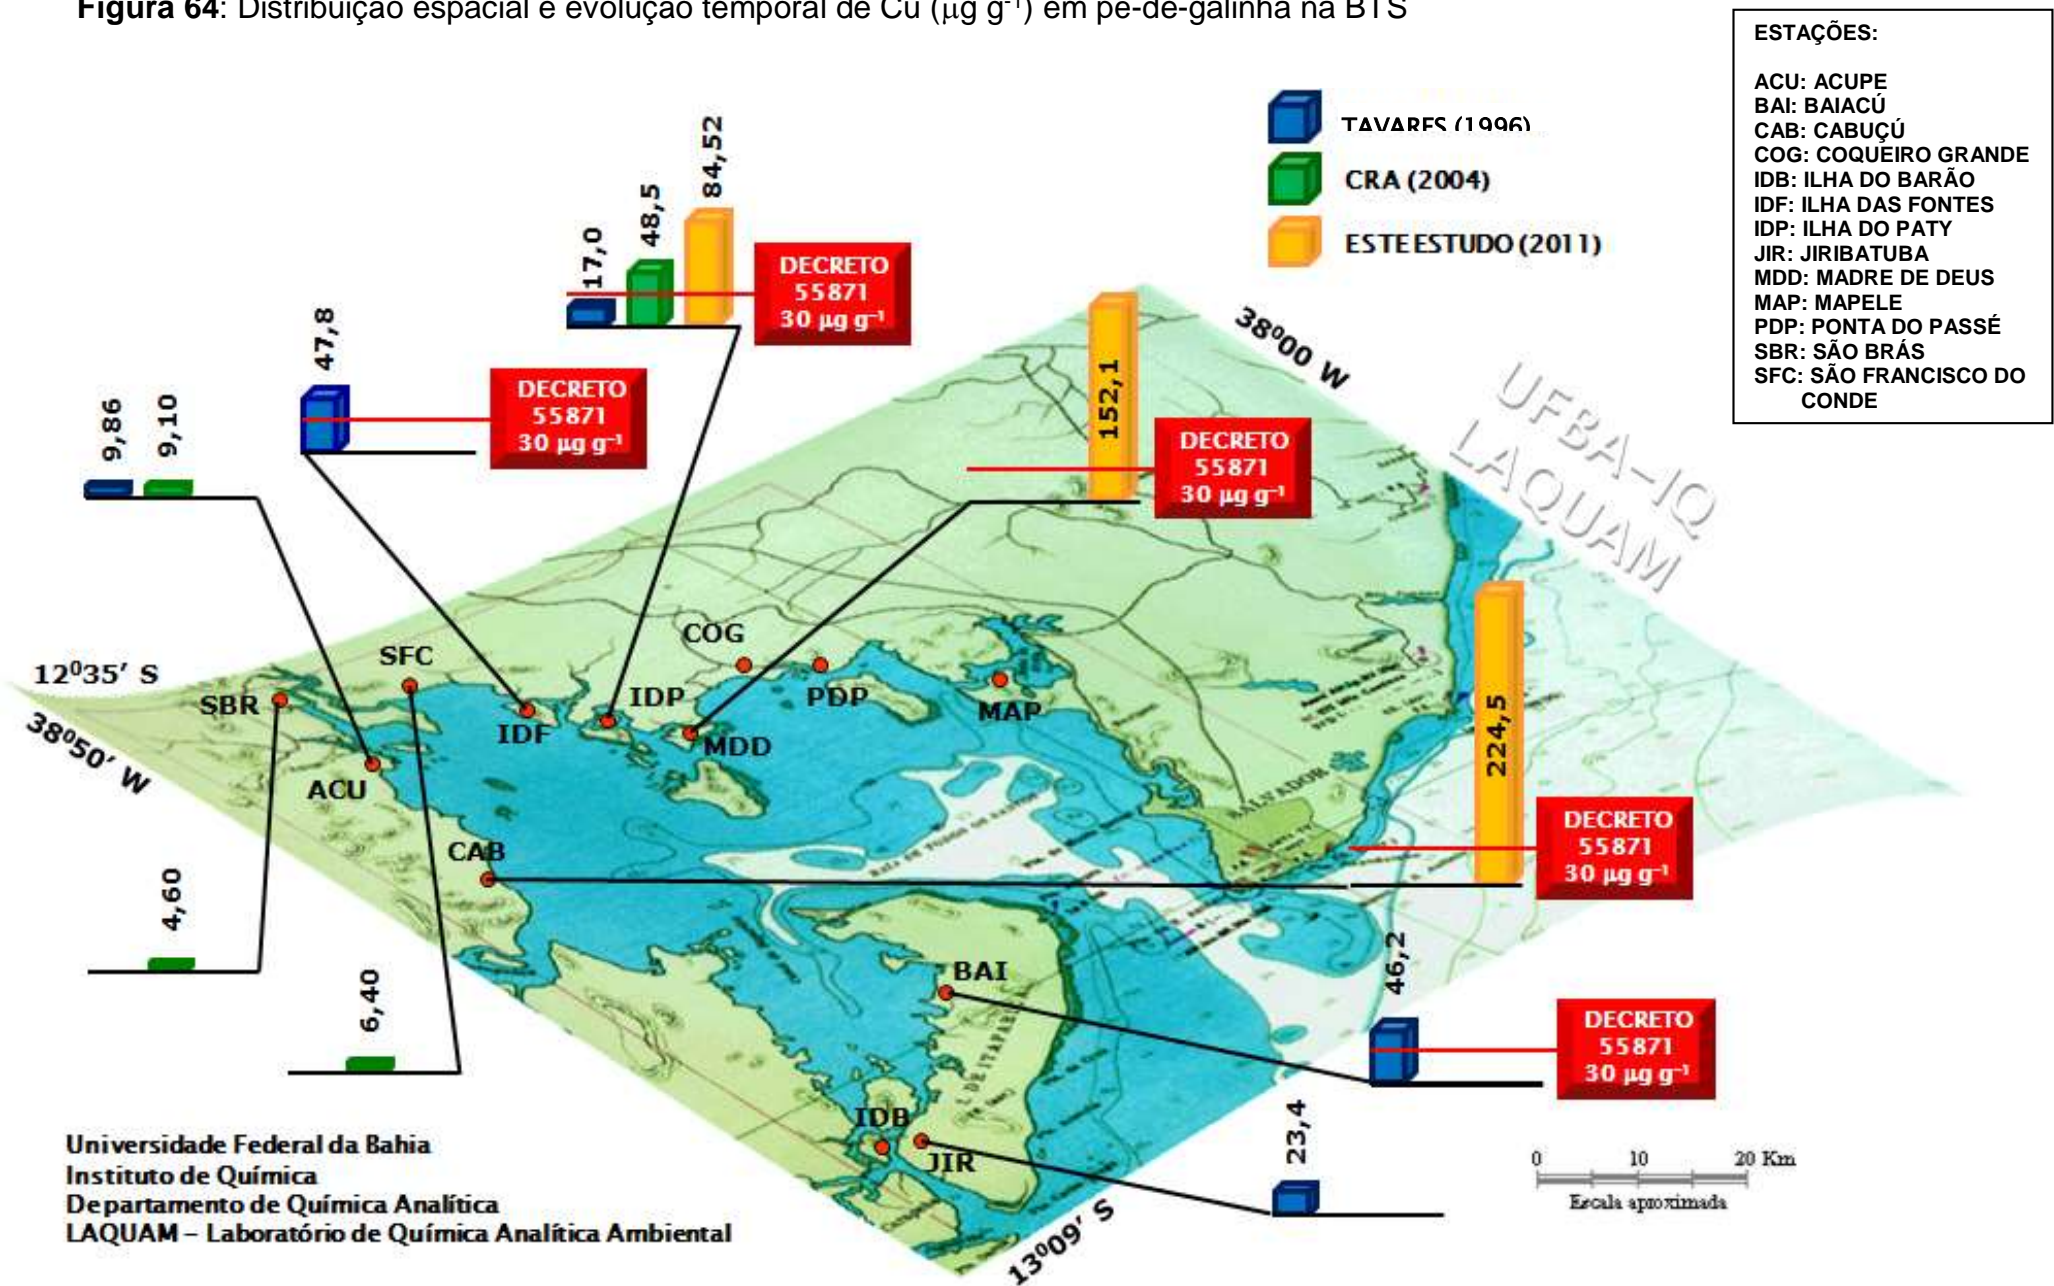 Figura 64: Distribuição espacial e evolução temporal de Cu (µg g-1) em pé-de-galinha na BTS
ESTAÇÕES:
ACU: ACUPE
BAI: BAIACÚ
CAB: CABUÇÚ
COG: COQUEIRO GRANDE
IDB: ILHA DO BARÃO
IDF: ILHA DAS FONTES
IDP: ILHA DO PATY
JIR: JIRIBATUBA
MDD: MADRE DE DEUS
MAP: MAPELE
PDP: PONTA DO PASSÉ
SBR: SÃO BRÁS
SFC: SÃO FRANCISCO DO
CONDE
TAVARES (1996)
CRA (2004)
ESTE ESTUDO (2011)
17,0
48,5
84,52
DECRETO
55871
30 µg g⁻¹
47,8
DECRETO
55871
30 µg g⁻¹
9,86
9,10
152,1
DECRETO
55871
30 µg g⁻¹
38⁰00 W
UFBA-IQ
LAQUAM
12⁰35’ S
38⁰50’ W
SBR
SFC
ACU
IDF
IDP
COG
MDD
PDP
MAP
CAB
SALVADOR
224,5
DECRETO
55871
30 µg g⁻¹
4,60
6,40
BAI
I. DE ITAPARICA
46,2
DECRETO
55871
30 µg g⁻¹
IDB
JIR
23,4
13⁰09’ S
0 10 20 Km
Escala aproximada
Universidade Federal da Bahia
Instituto de Química
Departamento de Química Analítica
LAQUAM – Laboratório de Química Analítica Ambiental